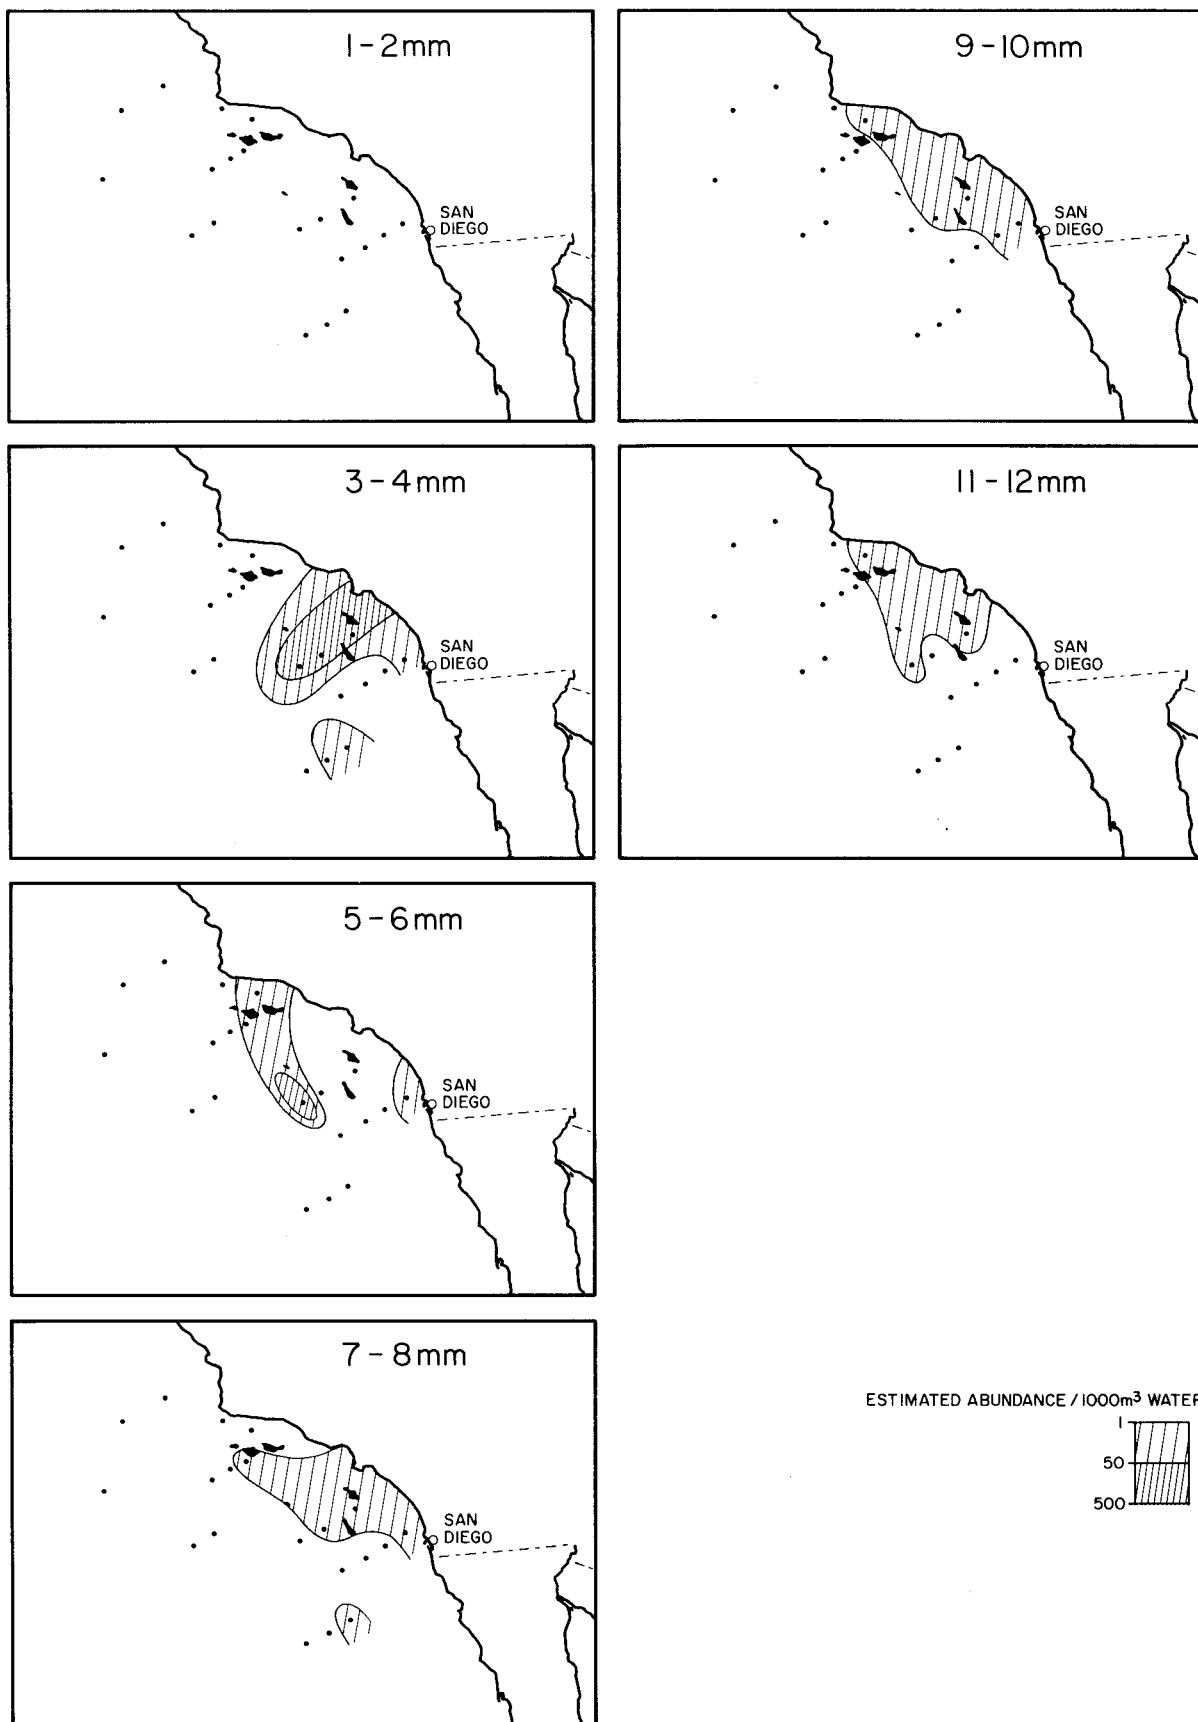 1-2mm
SAN
DIEGO
9-10mm
SAN
DIEGO
3-4mm
SAN
DIEGO
11-12mm
SAN
DIEGO
5-6mm
SAN
DIEGO
7-8mm
SAN
DIEGO
ESTIMATED ABUNDANCE/1000m³ WATER
1
50
500